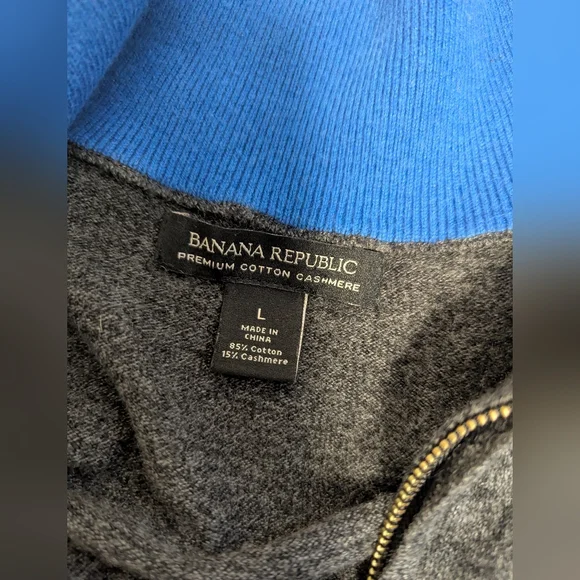 BANANA REPUBLIC
PREMIUM COTTON CASHMERE
L
MADE IN
CHINA
85% Cotton
15% Cashmere